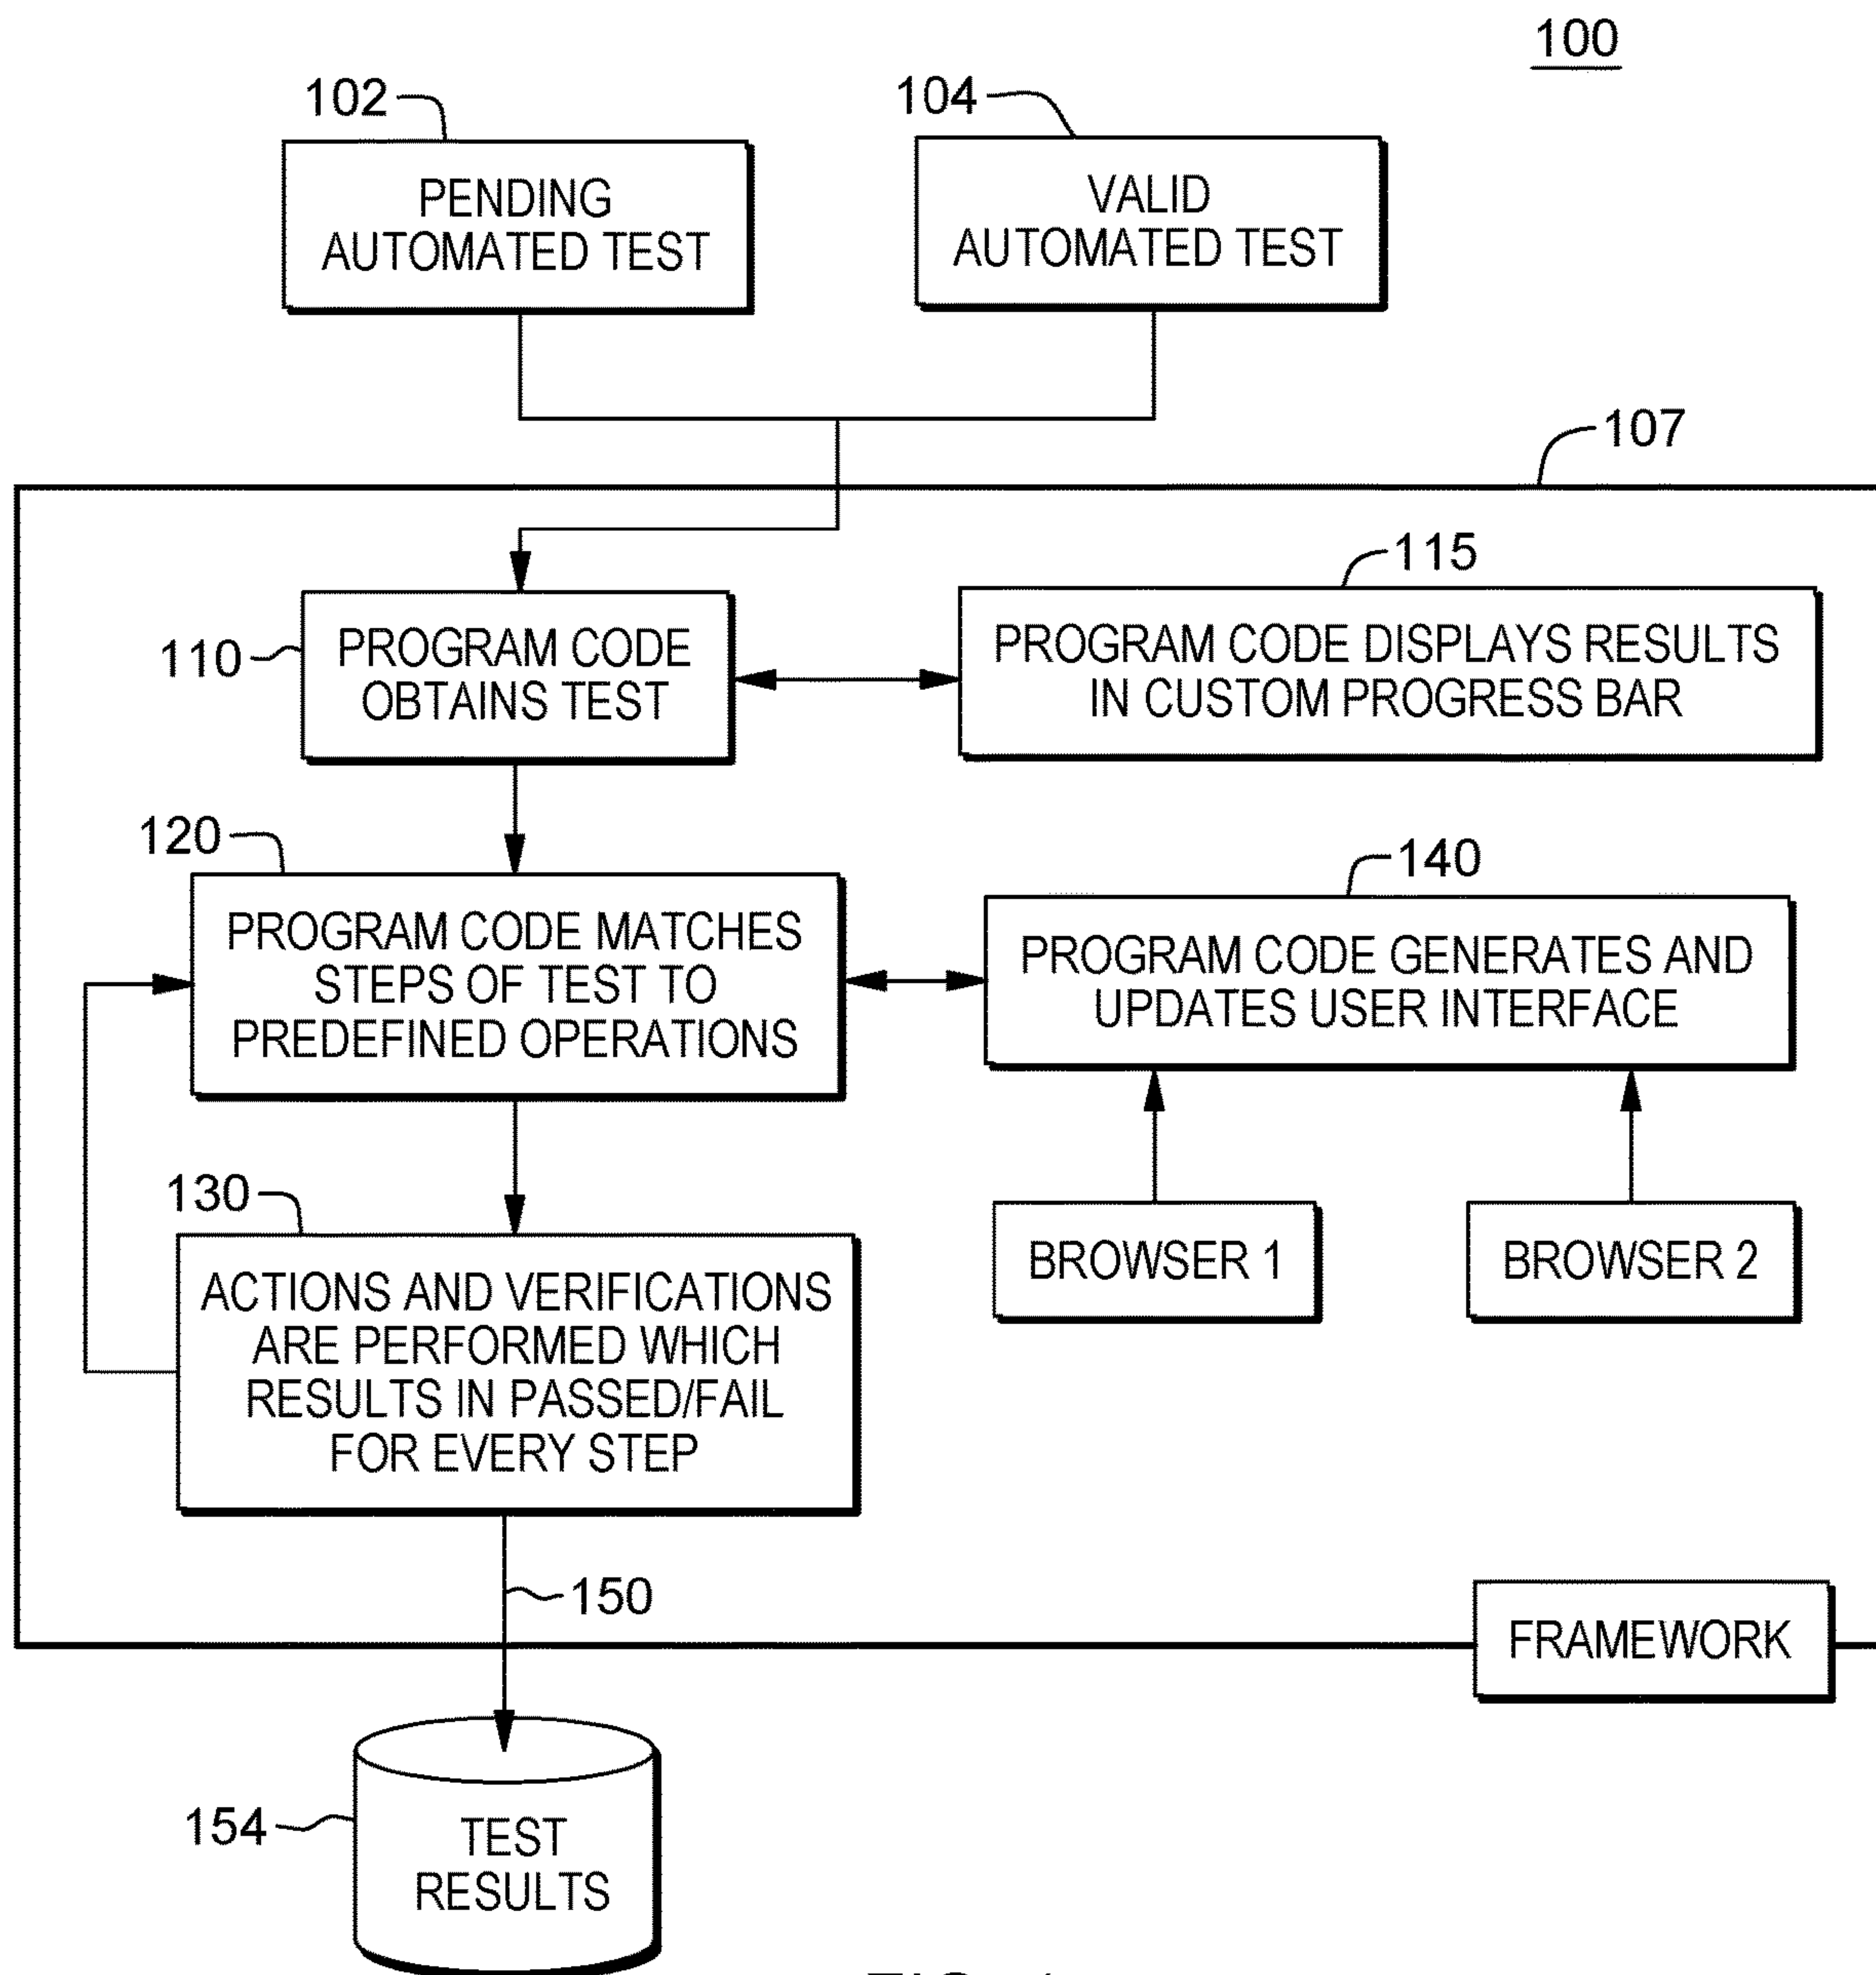 100
102
104
PENDING
AUTOMATED TEST
VALID
AUTOMATED TEST
107
115
110
PROGRAM CODE
OBTAINS TEST
PROGRAM CODE DISPLAYS RESULTS
IN CUSTOM PROGRESS BAR
120
140
PROGRAM CODE MATCHES
STEPS OF TEST TO
PREDEFINED OPERATIONS
PROGRAM CODE GENERATES AND
UPDATES USER INTERFACE
130
BROWSER 1
BROWSER 2
ACTIONS AND VERIFICATIONS
ARE PERFORMED WHICH
RESULTS IN PASSED/FAIL
FOR EVERY STEP
150
FRAMEWORK
154
TEST
RESULTS